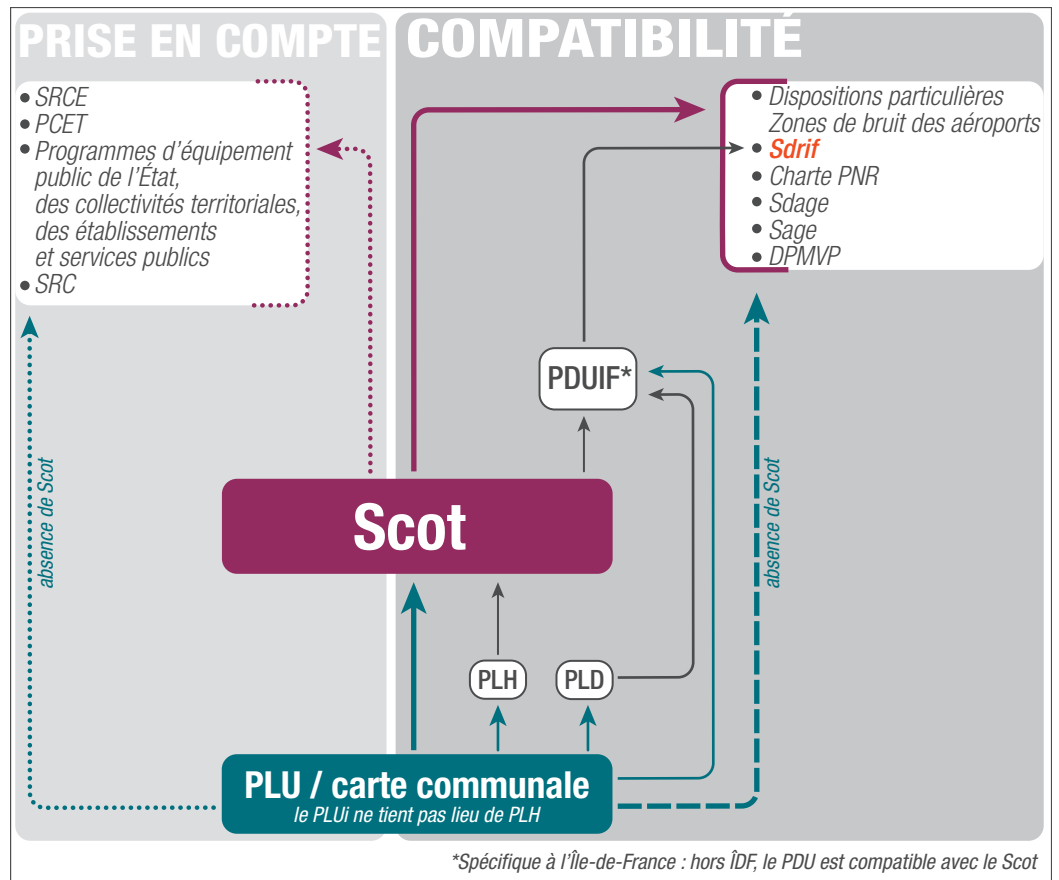 PRISE EN COMPTE
• SRCE
• PCET
• Programmes d'équipement
public de l'État,
des collectivités territoriales,
des établissements
et services publics
• SRC
COMPATIBILITÉ
• Dispositions particulières
Zones de bruit des aéroports
• Sdrif
• Charte PNR
• Sdage
• Sage
• DPMVP
PDUIF*
absence de Scot
Scot
absence de Scot
PLH
PLD
PLU / carte communale
le PLUi ne tient pas lieu de PLH
*Spécifique à l'Île-de-France : hors ÎDF, le PDU est compatible avec le Scot